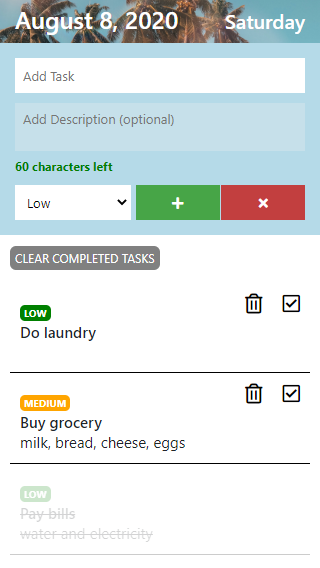 August 8, 2020 Saturday
Add Task
Add Description (optional)
60 characters left
Low
CLEAR COMPLETED TASKS
LOW
Do laundry
MEDIUM
Buy grocery
milk, bread, cheese, eggs
LOW
Pay bills
water and electricity